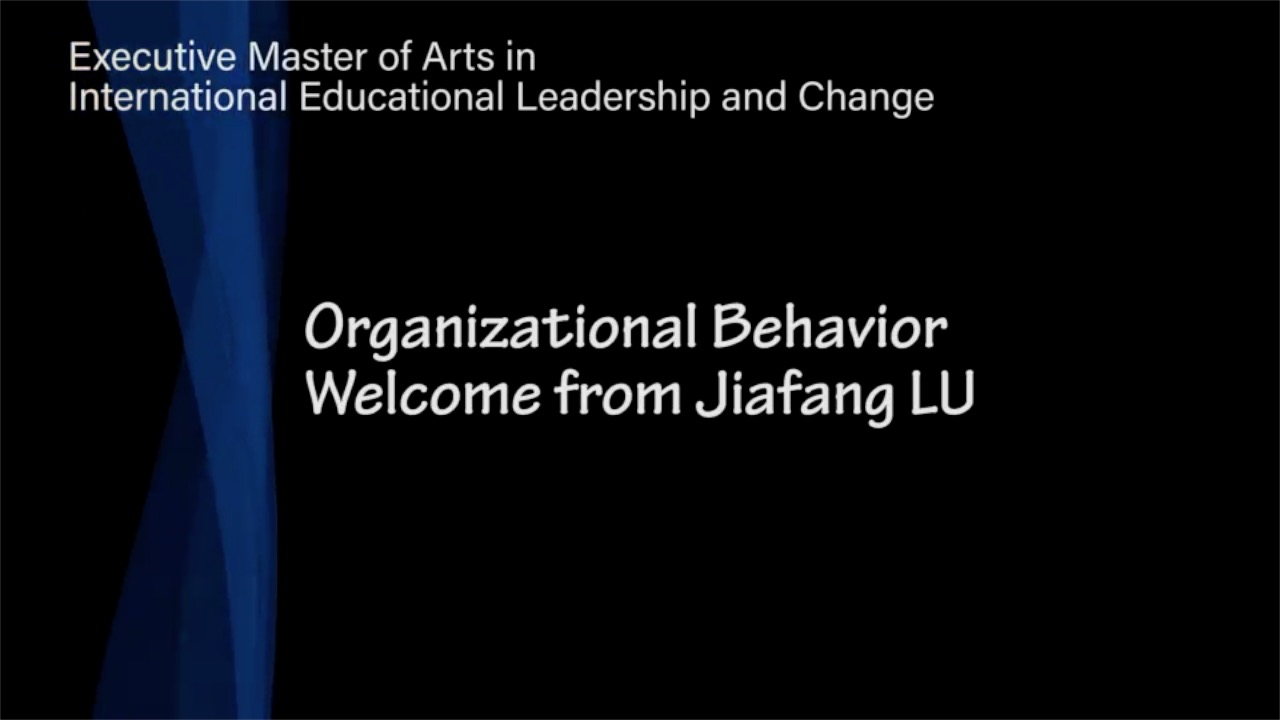 Executive Master of Arts in
International Educational Leadership and Change
Organizational Behavior
Welcome from Jiafang LU